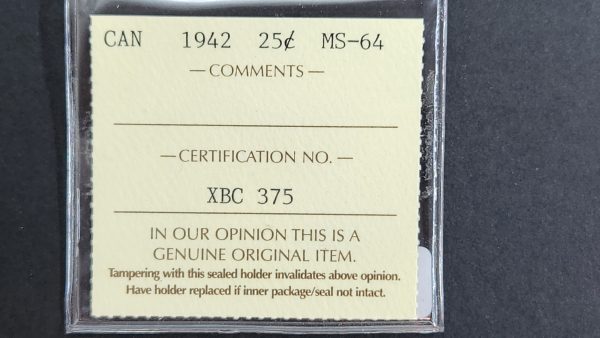 CAN 1942 25¢ MS-64
— COMMENTS —
— CERTIFICATION NO. —
XBC 375
IN OUR OPINION THIS IS A
GENUINE ORIGINAL ITEM.
Tampering with this sealed holder invalidates above opinion.
Have holder replaced if inner package/seal not intact.